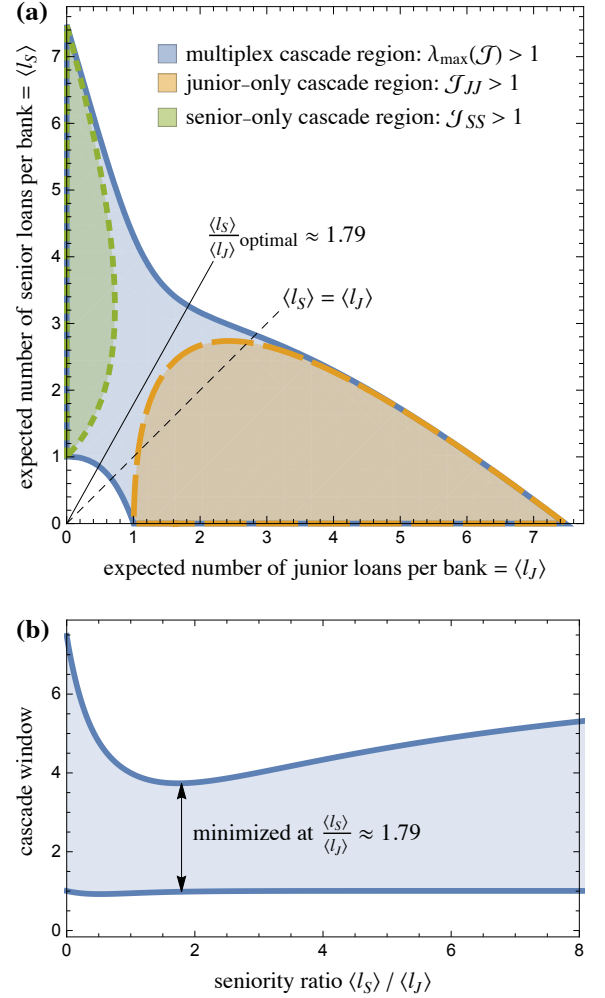 (a)
multiplex cascade region: λmax(𝒥) > 1
junior–only cascade region: 𝒥JJ > 1
senior–only cascade region: 𝒥SS > 1
⟨lS⟩/⟨lJ⟩ optimal ≈ 1.79
⟨lS⟩ = ⟨lJ⟩
expected number of senior loans per bank = ⟨lS⟩
7
6
5
4
3
2
1
0
0 1 2 3 4 5 6 7
expected number of junior loans per bank = ⟨lJ⟩
(b)
cascade window
6
4
2
0
minimized at ⟨lS⟩/⟨lJ⟩ ≈ 1.79
0 2 4 6 8
seniority ratio ⟨lS⟩ / ⟨lJ⟩